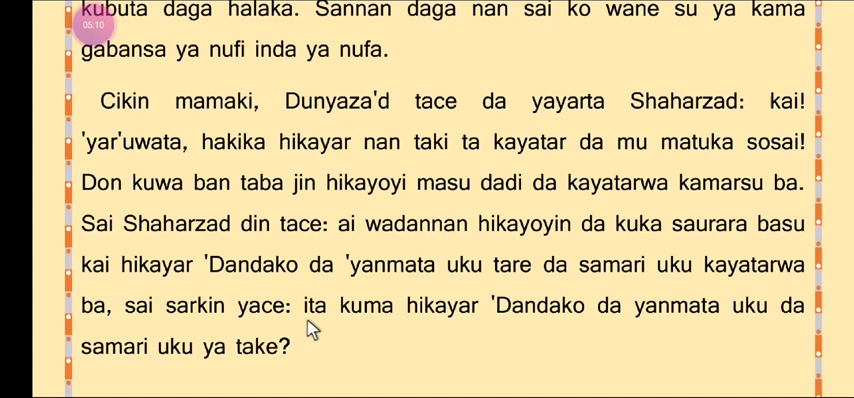 kubuta daga halaka. Sannan daga nan sai ko wane su ya kama
05:10
gabansa ya nufi inda ya nufa.
Cikin mamaki, Dunyaza'd tace da yayarta Shaharzad: kai!
'yar'uwata, hakika hikayar nan taki ta kayatar da mu matuka sosai!
Don kuwa ban taba jin hikayoyi masu dadi da kayatarwa kamarsu ba.
Sai Shaharzad din tace: ai wadannan hikayoyin da kuka saurara basu
kai hikayar 'Dandako da 'yanmata uku tare da samari uku kayatarwa
ba, sai sarkin yace: ita kuma hikayar 'Dandako da yanmata uku da
samari uku ya take?